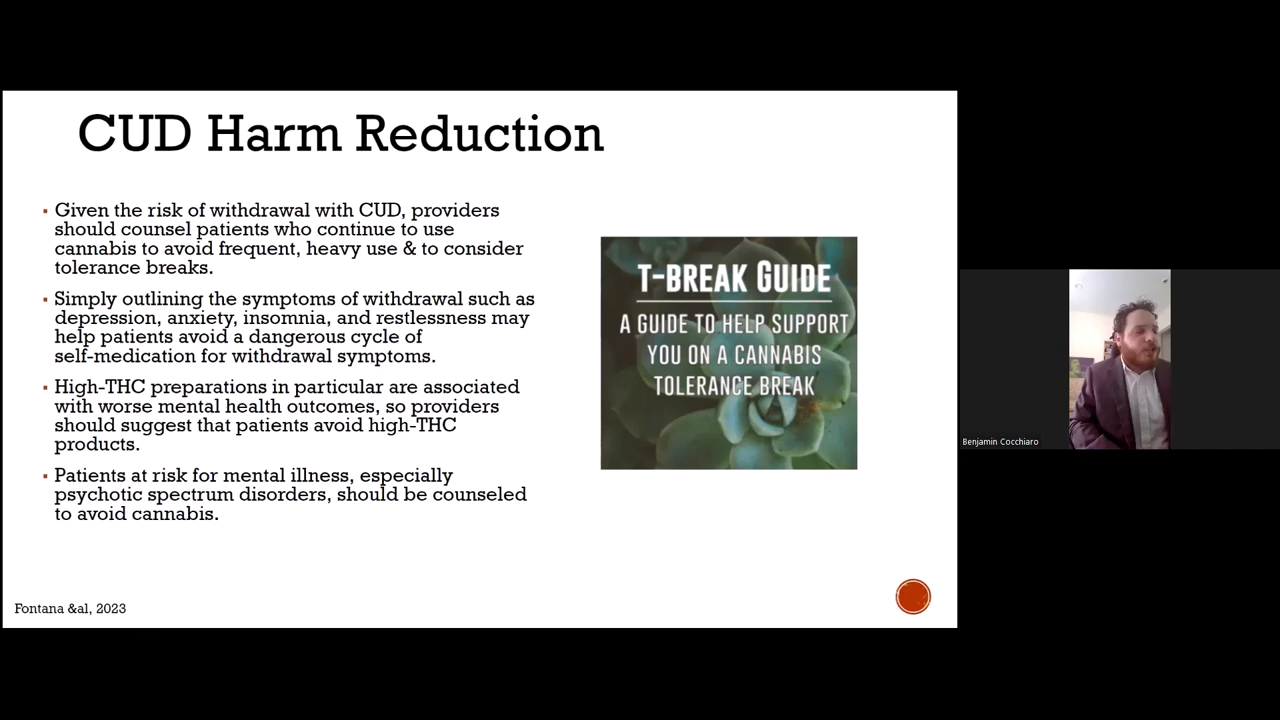 CUD Harm Reduction
▪ Given the risk of withdrawal with CUD, providers
should counsel patients who continue to use
cannabis to avoid frequent, heavy use & to consider
tolerance breaks.
▪ Simply outlining the symptoms of withdrawal such as
depression, anxiety, insomnia, and restlessness may
help patients avoid a dangerous cycle of
self-medication for withdrawal symptoms.
▪ High-THC preparations in particular are associated
with worse mental health outcomes, so providers
should suggest that patients avoid high-THC
products.
▪ Patients at risk for mental illness, especially
psychotic spectrum disorders, should be counseled
to avoid cannabis.
T-BREAK GUIDE
A GUIDE TO HELP SUPPORT
YOU ON A CANNABIS
TOLERANCE BREAK
Fontana &al, 2023
Benjamin Cocchiaro